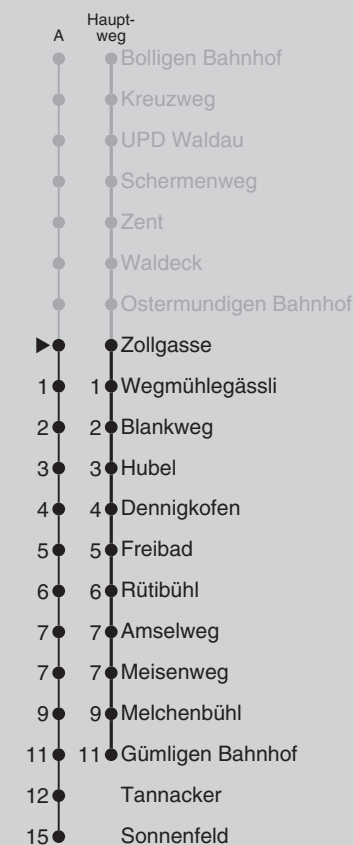 A Haupt-
weg
Bolligen Bahnhof
Kreuzweg
UPD Waldau
Schermenweg
Zent
Waldeck
Ostermundigen Bahnhof
Zollgasse
1 1 Wegmühlegässli
2 2 Blankweg
3 3 Hubel
4 4 Dennigkofen
5 5 Freibad
6 6 Rütibühl
7 7 Amselweg
7 7 Meisenweg
9 9 Melchenbühl
11 11 Gümligen Bahnhof
12 Tannacker
15 Sonnenfeld